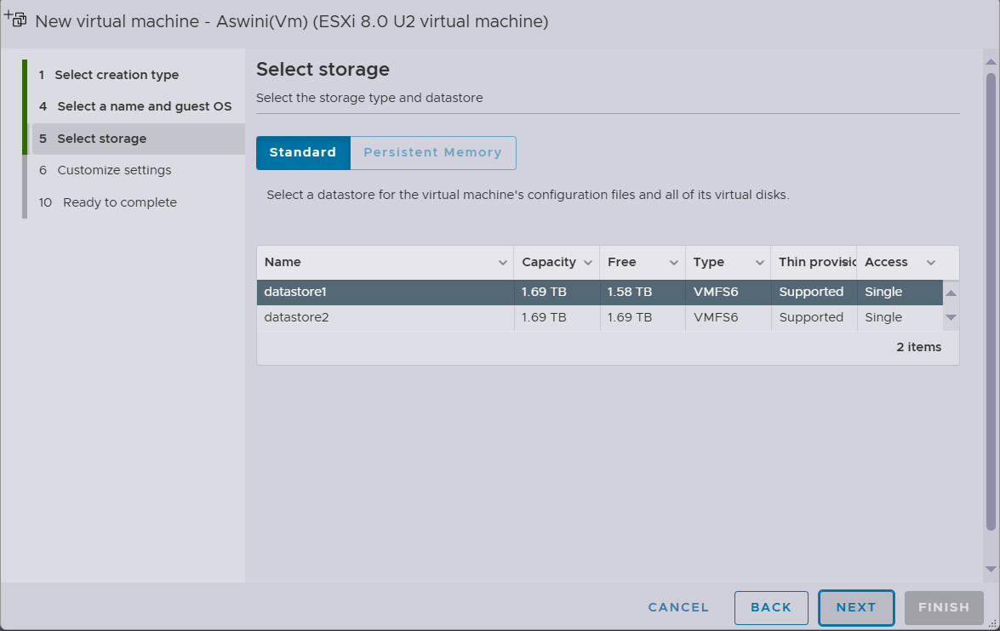 New virtual machine - Aswini(Vm) (ESXi 8.0 U2 virtual machine)
1 Select creation type
4 Select a name and guest OS
5 Select storage
6 Customize settings
10 Ready to complete
Select storage
Select the storage type and datastore
Standard Persistent Memory
Select a datastore for the virtual machine's configuration files and all of its virtual disks.
Name Capacity Free Type Thin provisic Access
datastore1 1.69 TB 1.58 TB VMFS6 Supported Single
datastore2 1.69 TB 1.69 TB VMFS6 Supported Single
2 items
CANCEL BACK NEXT FINISH